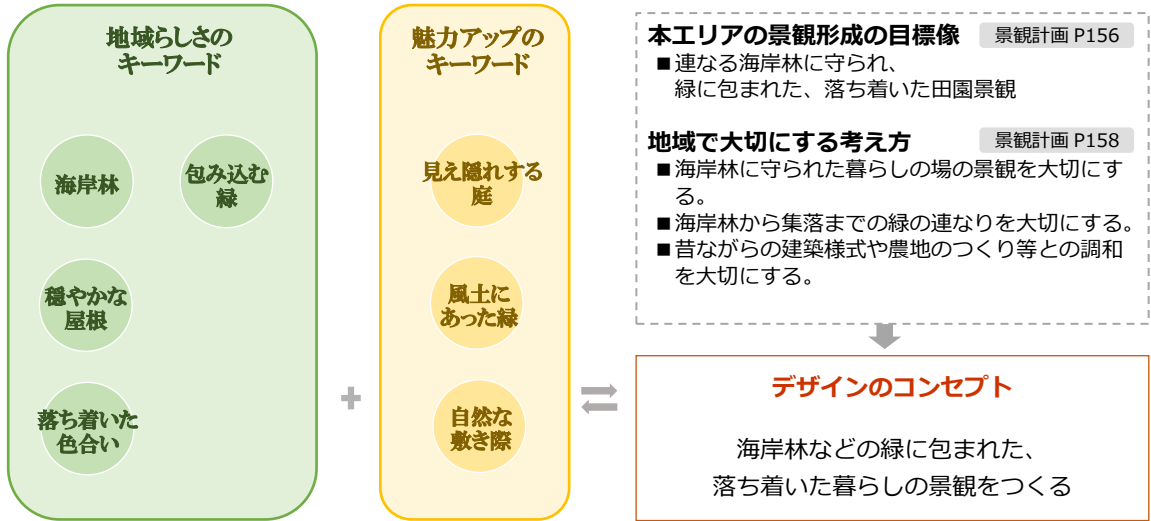 地域らしさの
キーワード
海岸林
包み込む
緑
穏やかな
屋根
落ち着いた
色合い
+
魅力アップの
キーワード
見え隠れする
庭
風土に
あった緑
自然な
敷き際
本エリアの景観形成の目標像 景観計画 P156
■連なる海岸林に守られ、
緑に包まれた、落ち着いた田園景観
地域で大切にする考え方 景観計画 P158
■海岸林に守られた暮らしの場の景観を大切にす
る。
■海岸林から集落までの緑の連なりを大切にする。
■昔ながらの建築様式や農地のつくり等との調和
を大切にする。
デザインのコンセプト
海岸林などの緑に包まれた、
落ち着いた暮らしの景観をつくる